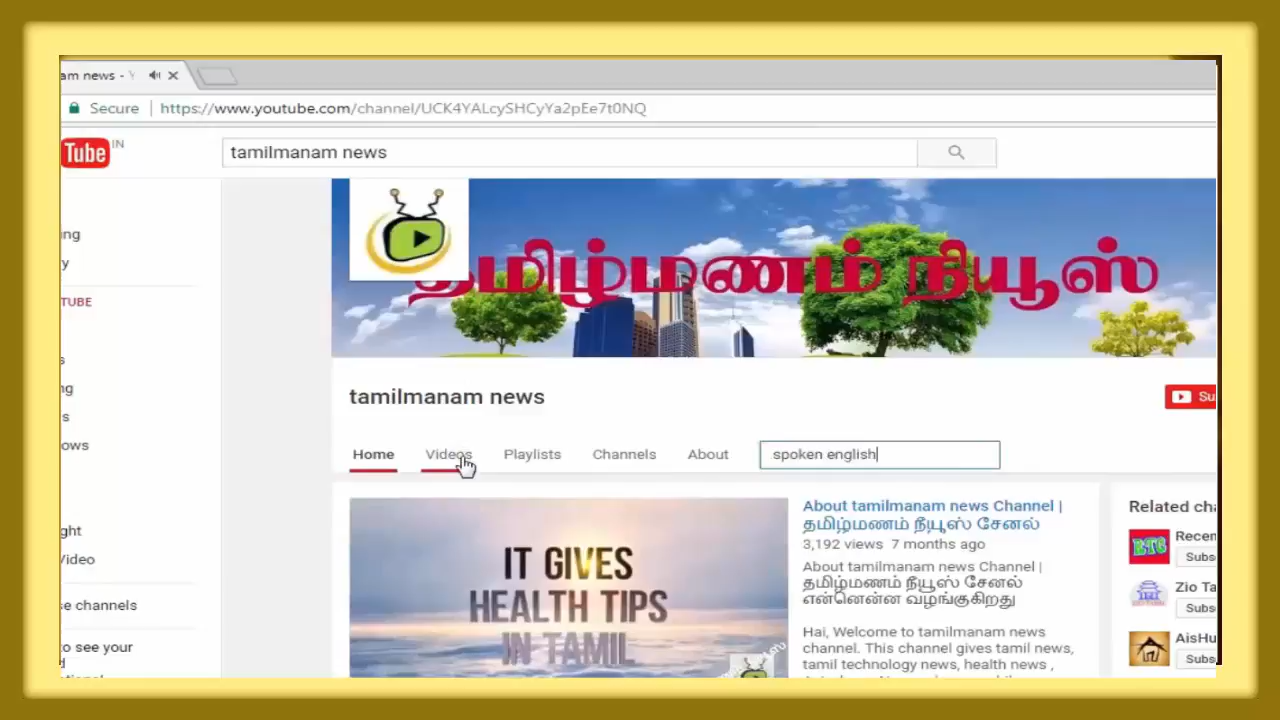 am news - Y
Secure
https://www.youtube.com/channel/UCK4YALcySHCyYa2pEe7t0NQ
Tube IN
tamilmanam news
தமிழ்மணம் நியூஸ்
ng
y
TUBE
s
ng
s
ows
ght
Video
se channels
to see your
tamilmanam news
Su
Home Videos Playlists Channels About spoken english
IT GIVES
HEALTH TIPS
IN TAMIL
About tamilmanam news Channel |
தமிழ்மணம் நீயூஸ் சேனல்
3,192 views 7 months ago
About tamilmanam news Channel |
தமிழ்மணம் நீயூஸ் சேனல்
என்னென்ன வழங்குகிறது
Hai, Welcome to tamilmanam news
channel. This channel gives tamil news,
tamil technology news, health news ,
Related cha
Recen
Subs
Zio Ta
Subs
AisHu
Subs